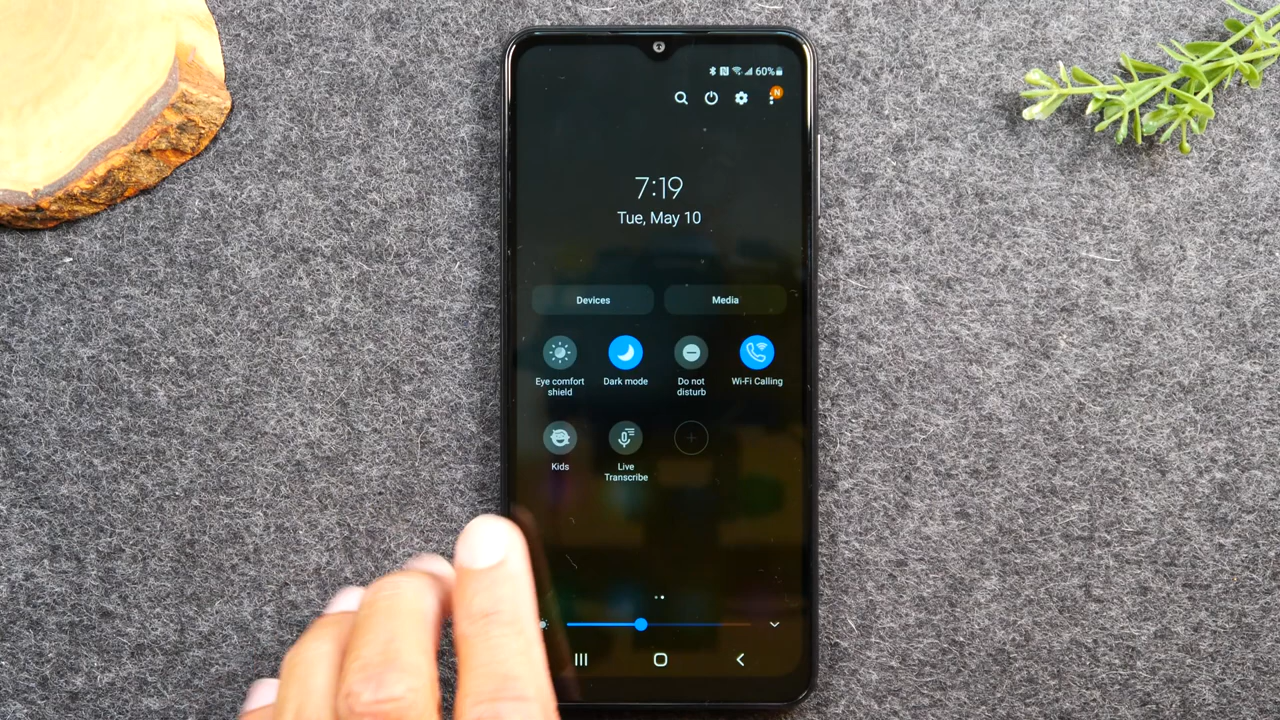 60%
N
7:19
Tue, May 10
Devices
Media
Eye comfort
shield
Dark mode
Do not
disturb
Wi-Fi Calling
Kids
Live
Transcribe